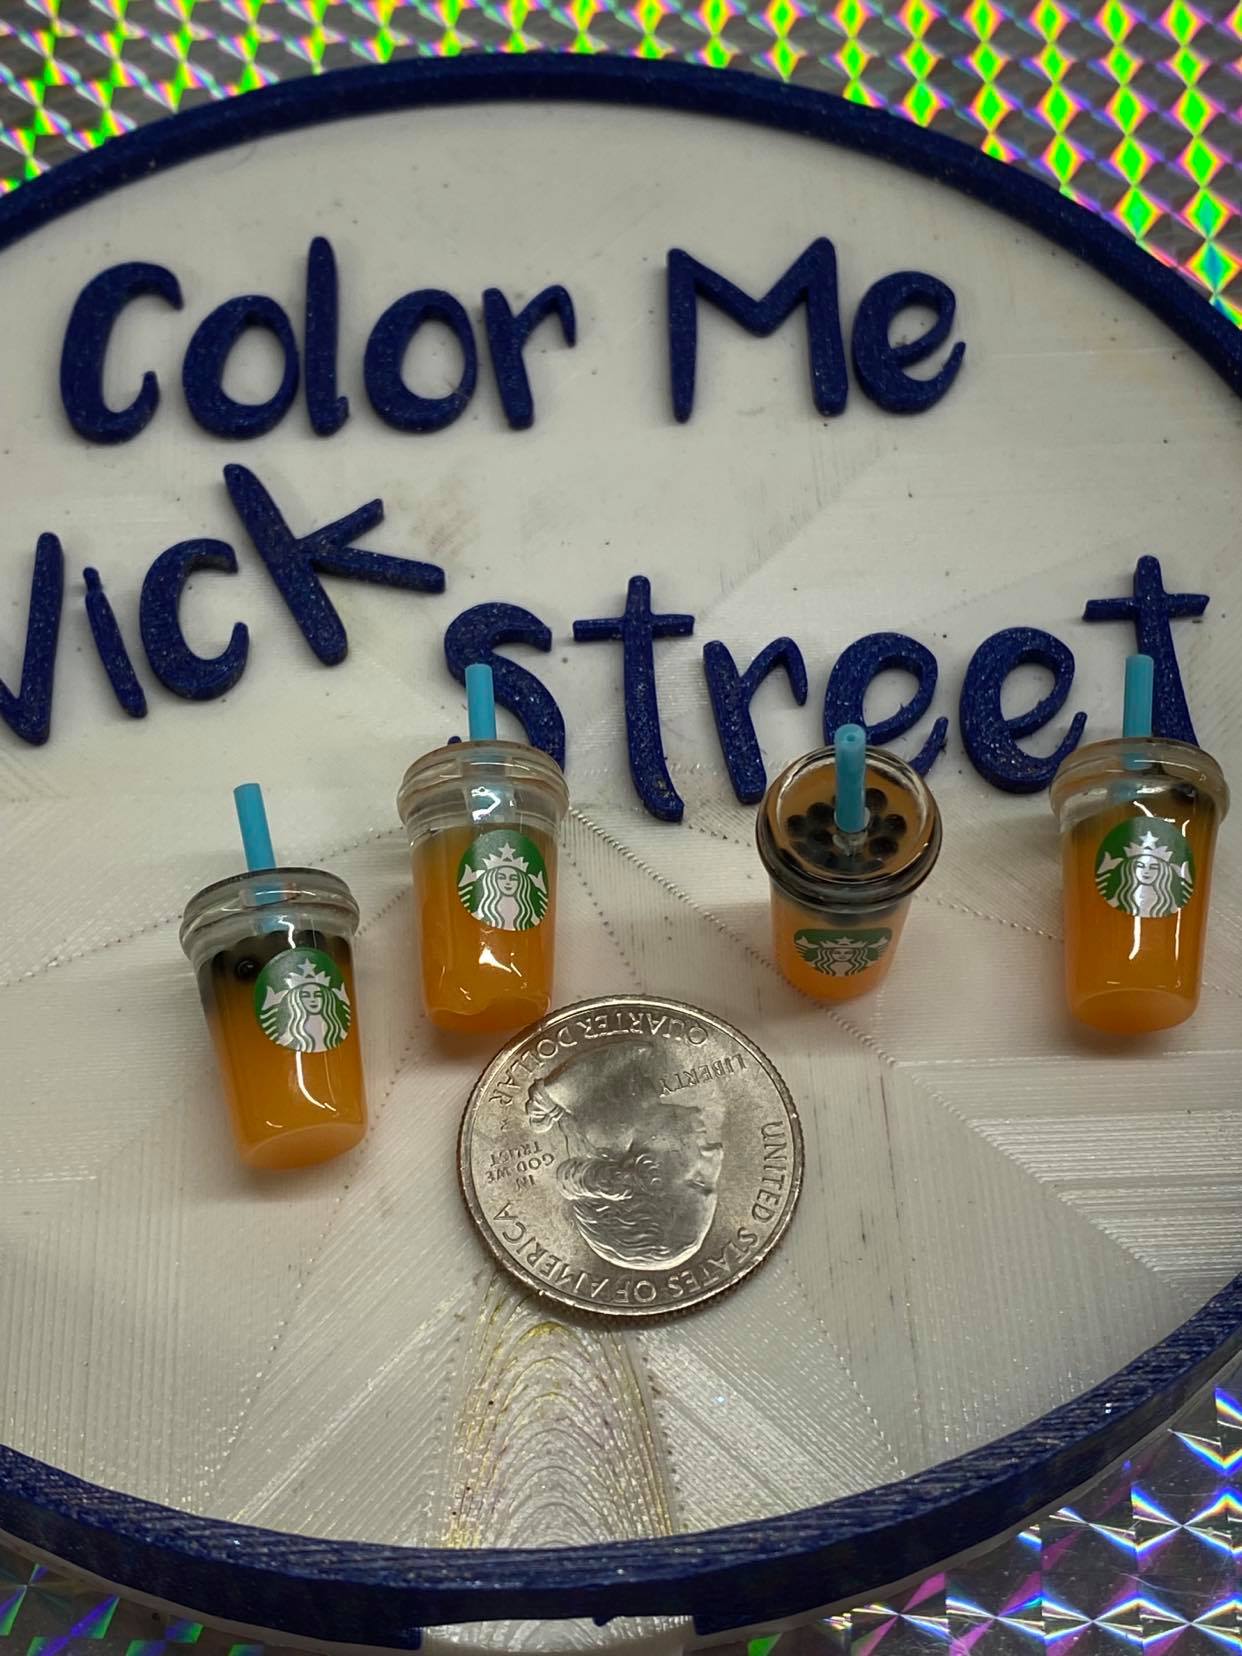 Color Me
Wick
street
UNITED STATES OF AMERICA
LIBERTY
IN
GOD WE
TRUST
QUARTER DOLLAR